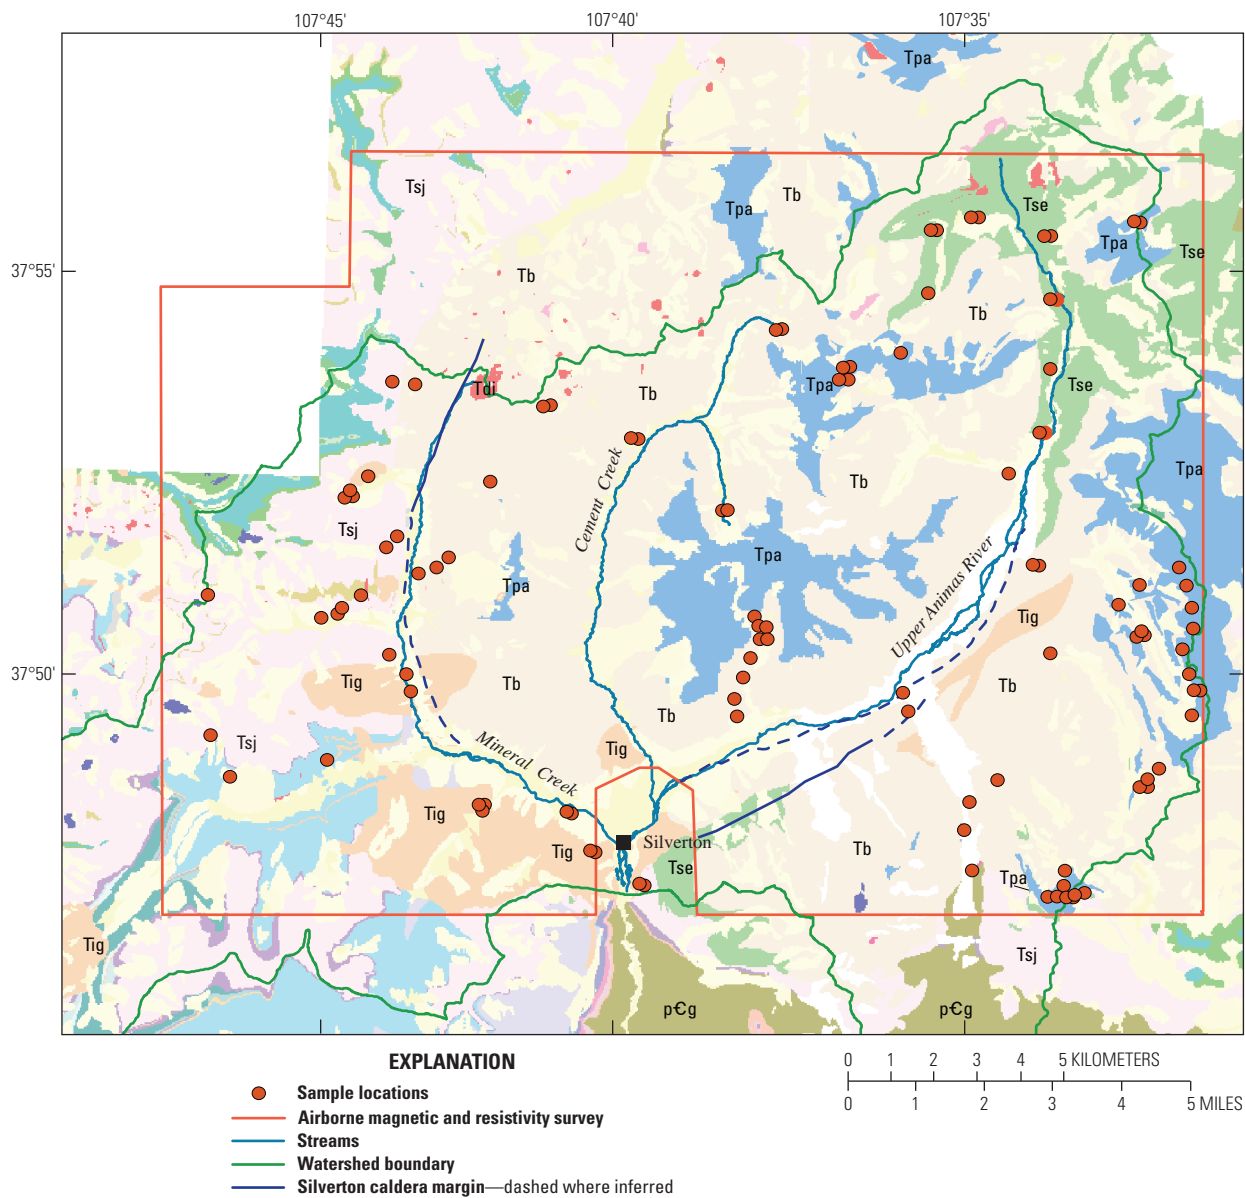 107°45' 107°40' 107°35'
Tpa
Tsj
Tb
Tpa
Tse
Tpa
Tse
37°55'
Tb
Tb
Tpa
Tse
Tdi
Tb
Tpa
Tb
Cement Creek
Tsj
Tpa
Tpa
Upper Animas River
Tig
37°50'
Tig
Tb
Tb
Tb
Tsj
Tig
Mineral Creek
Tig
Tig
Silverton
Tse
Tb
Tpa
Tig
Tsj
p€g
p€g
EXPLANATION
Sample locations
Airborne magnetic and resistivity survey
Streams
Watershed boundary
Silverton caldera margin—dashed where inferred
0 1 2 3 4 5 KILOMETERS
0 1 2 3 4 5 MILES